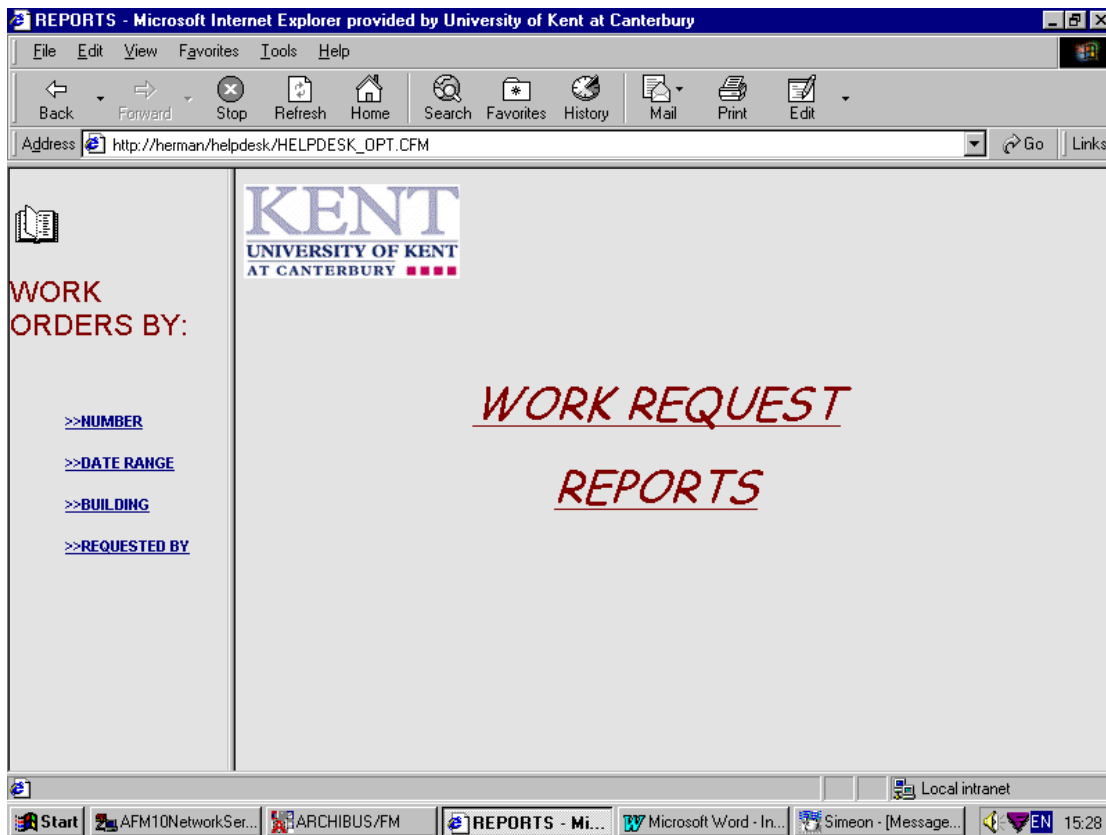 REPORTS - Microsoft Internet Explorer provided by University of Kent at Canterbury
File Edit View Favorites Tools Help
Back Forward Stop Refresh Home Search Favorites History Mail Print Edit
Address http://herman/helpdesk/HELPDESK_OPT.CFM Go Links
KENT
UNIVERSITY OF KENT
AT CANTERBURY
WORK
ORDERS BY:
>>NUMBER
>>DATE RANGE
>>BUILDING
>>REQUESTED BY
WORK REQUEST
REPORTS
Local intranet
Start AFM10NetworkSer... ARCHIBUS/FM REPORTS - Mi... Microsoft Word - In... Simeon - [Message... EN 15:28